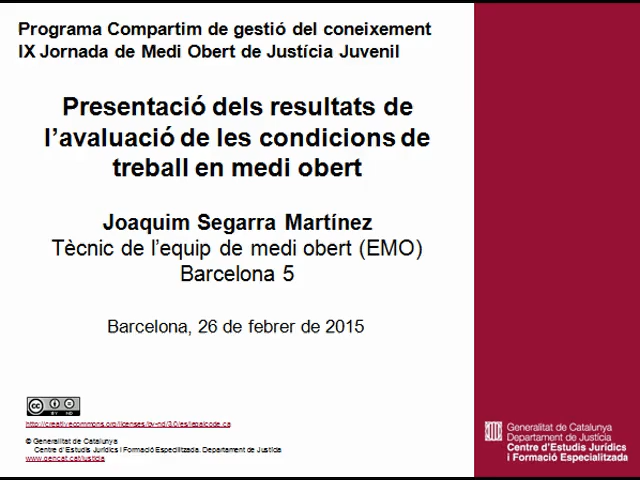 Programa Compartim de gestió del coneixement
IX Jornada de Medi Obert de Justícia Juvenil
Presentació dels resultats de
l'avaluació de les condicions de
treball en medi obert
Joaquim Segarra Martínez
Tècnic de l'equip de medi obert (EMO)
Barcelona 5
Barcelona, 26 de febrer de 2015
cc
BY ND
http://creativecommons.org/licenses/by-nd/3.0/es/legalcode.ca
© Generalitat de Catalunya
Centre d'Estudis Jurídics i Formació Especilitzada. Departament de Justícia
www.gencat.cat/justicia
Generalitat de Catalunya
Departament de Justícia
Centre d'Estudis Jurídics
i Formació Especialitzada